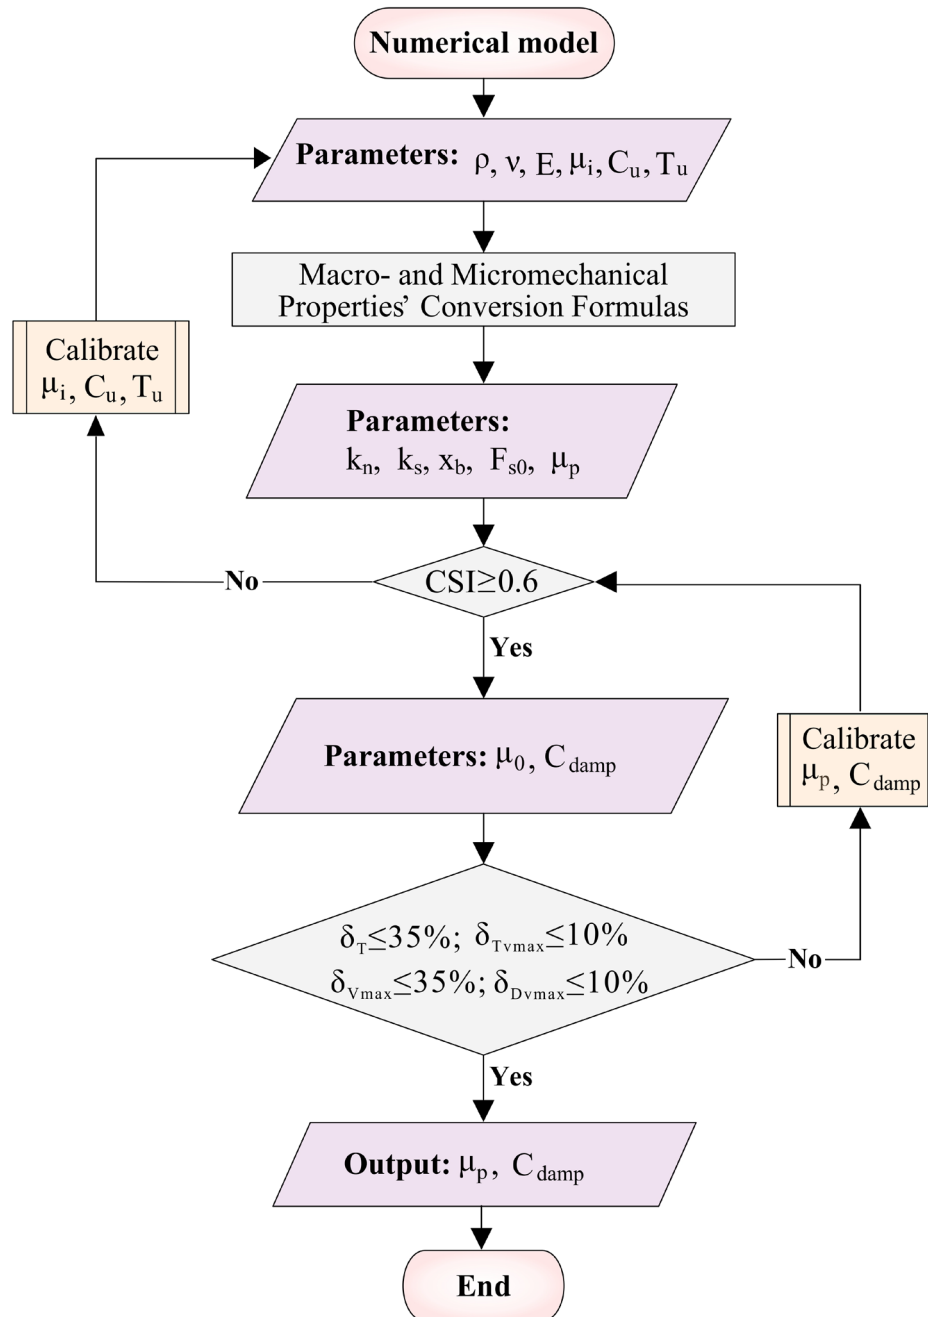 Numerical model
Parameters: ρ, ν, E, μi, Cu, Tu
Macro- and Micromechanical
Properties’ Conversion Formulas
Calibrate
μi, Cu, Tu
Parameters:
kn, ks, xb, Fs0, μp
CSI≥0.6
No
Yes
Parameters: μ0, Cdamp
Calibrate
μp, Cdamp
δT≤35%; δTvmax≤10%
δVmax≤35%; δDvmax≤10%
No
Yes
Output: μp, Cdamp
End